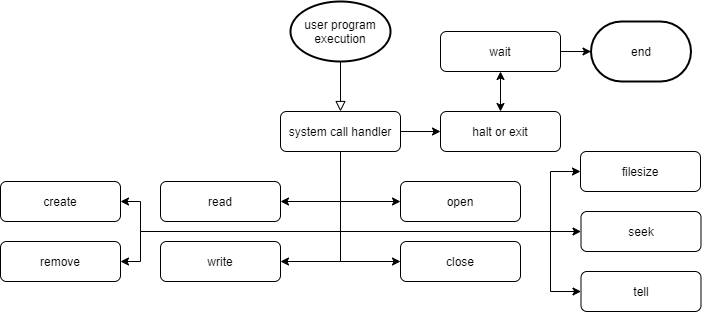 user program
execution
wait
end
system call handler
halt or exit
filesize
create
read
open
seek
remove
write
close
tell